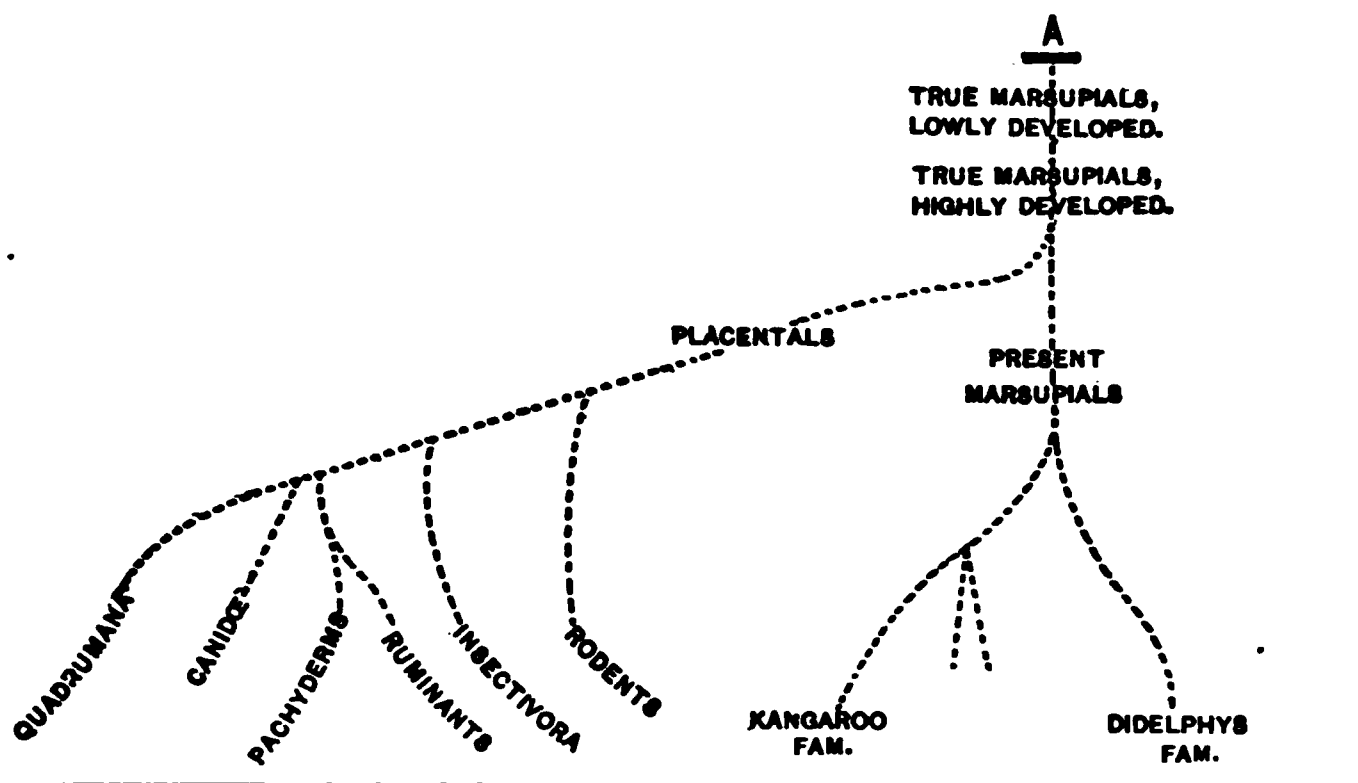 A
TRUE MARSUPIALS,
LOWLY DEVELOPED.
TRUE MARSUPIALS,
HIGHLY DEVELOPED.
PLACENTALS
PRESENT
MARSUPIALS
QUADRUMANA
CANIDŒ
PACHYDERMS
RUMINANTS
INSECTIVORA
RODENTS
KANGAROO
FAM.
DIDELPHYS
FAM.